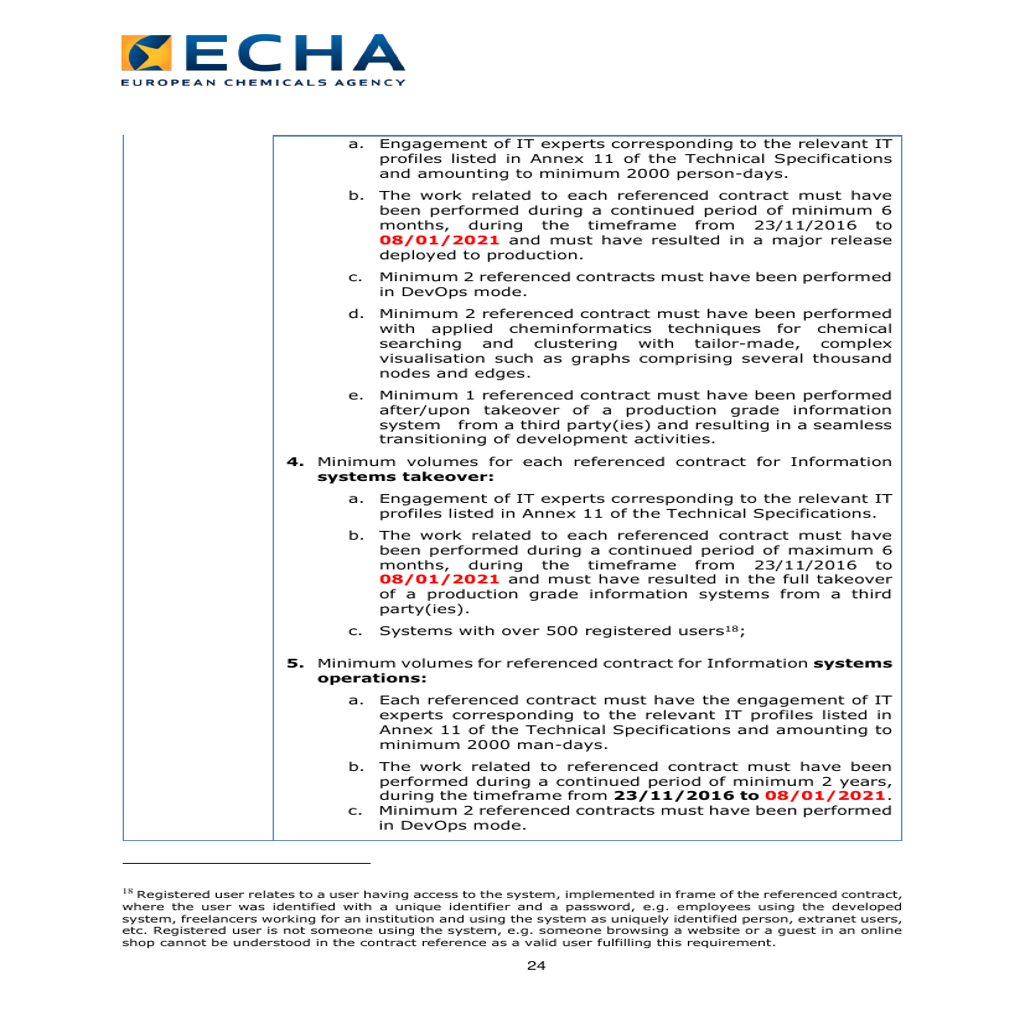 ECHA
EUROPEAN CHEMICALS AGENCY
a. Engagement of IT experts corresponding to the relevant IT
profiles listed in Annex 11 of the Technical Specifications
and amounting to minimum 2000 person-days.
b. The work related to each referenced contract must have
been performed during a continued period of minimum 6
months, during the timeframe from 23/11/2016 to
08/01/2021 and must have resulted in a major release
deployed to production.
c. Minimum 2 referenced contracts must have been performed
in DevOps mode.
d. Minimum 2 referenced contract must have been performed
with applied cheminformatics techniques for chemical
searching and clustering with tailor-made, complex
visualisation such as graphs comprising several thousand
nodes and edges.
e. Minimum 1 referenced contract must have been performed
after/upon takeover of a production grade information
system from a third party(ies) and resulting in a seamless
transitioning of development activities.
4. Minimum volumes for each referenced contract for Information
systems takeover:
a. Engagement of IT experts corresponding to the relevant IT
profiles listed in Annex 11 of the Technical Specifications.
b. The work related to each referenced contract must have
been performed during a continued period of maximum 6
months, during the timeframe from 23/11/2016 to
08/01/2021 and must have resulted in the full takeover
of a production grade information systems from a third
party(ies).
c. Systems with over 500 registered users18;
5. Minimum volumes for referenced contract for Information systems
operations:
a. Each referenced contract must have the engagement of IT
experts corresponding to the relevant IT profiles listed in
Annex 11 of the Technical Specifications and amounting to
minimum 2000 man-days.
b. The work related to referenced contract must have been
performed during a continued period of minimum 2 years,
during the timeframe from 23/11/2016 to 08/01/2021.
c. Minimum 2 referenced contracts must have been performed
in DevOps mode.
18 Registered user relates to a user having access to the system, implemented in frame of the referenced contract,
where the user was identified with a unique identifier and a password, e.g. employees using the developed
system, freelancers working for an institution and using the system as uniquely identified person, extranet users,
etc. Registered user is not someone using the system, e.g. someone browsing a website or a guest in an online
shop cannot be understood in the contract reference as a valid user fulfilling this requirement.
24